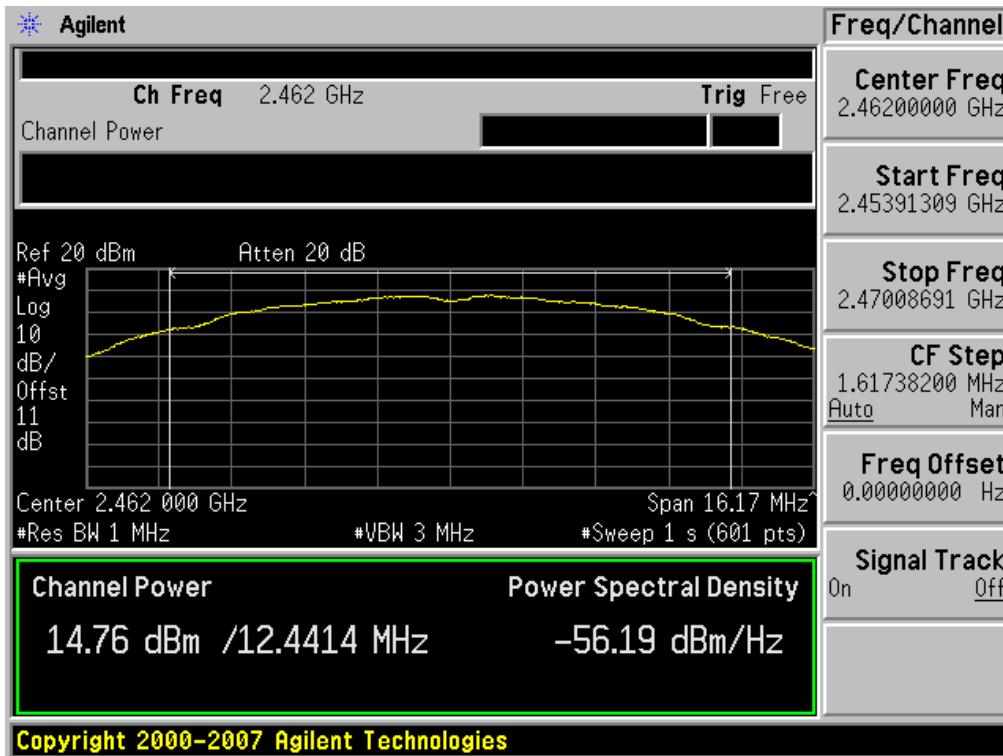 Agilent
Freq/Channel
Ch Freq 2.462 GHz
Trig Free
Channel Power
Center Freq
2.46200000 GHz
Start Freq
2.45391309 GHz
Stop Freq
2.47008691 GHz
CF Step
1.61738200 MHz
Auto Man
Freq Offset
0.00000000 Hz
Signal Track
On Off
Ref 20 dBm
Atten 20 dB
#Avg
Log
10
dB/
Offst
11
dB
Center 2.462 000 GHz
Span 16.17 MHz^
#Res BW 1 MHz
#VBW 3 MHz
#Sweep 1 s (601 pts)
Channel Power
Power Spectral Density
14.76 dBm /12.4414 MHz
-56.19 dBm/Hz
Copyright 2000-2007 Agilent Technologies